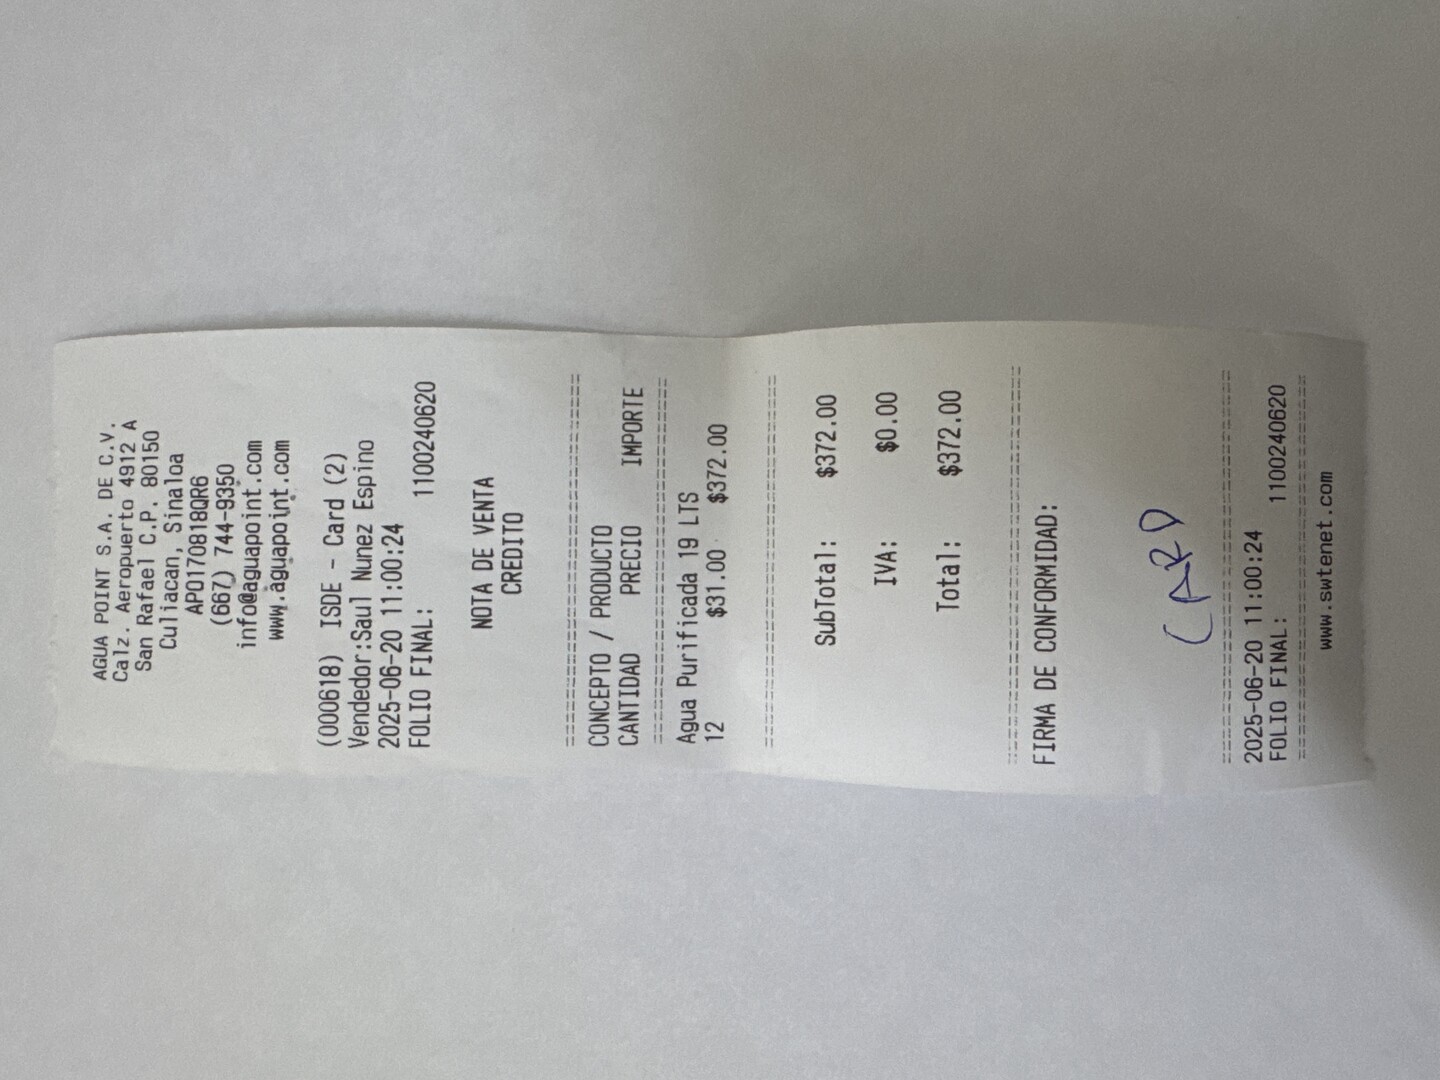 AGUA POINT S.A. DE C.V.
Calz. Aeropuerto 4912 A
San Rafael C.P. 80150
Culiacan, Sinaloa
APO170818QR6
(667) 744-9350
info@aguapoint.com
www.aguapoint.com
(000618) ISDE - Card (2)
Vendedor:Saul Nunez Espino
2025-06-20 11:00:24
FOLIO FINAL: 1100240620
NOTA DE VENTA
CREDITO
CONCEPTO / PRODUCTO
CANTIDAD PRECIO IMPORTE
Agua Purificada 19 LTS
12 $31.00 $372.00
SubTotal: $372.00
IVA: $0.00
Total: $372.00
FIRMA DE CONFORMIDAD:
CARD
2025-06-20 11:00:24
FOLIO FINAL: 1100240620
www.swtenet.com